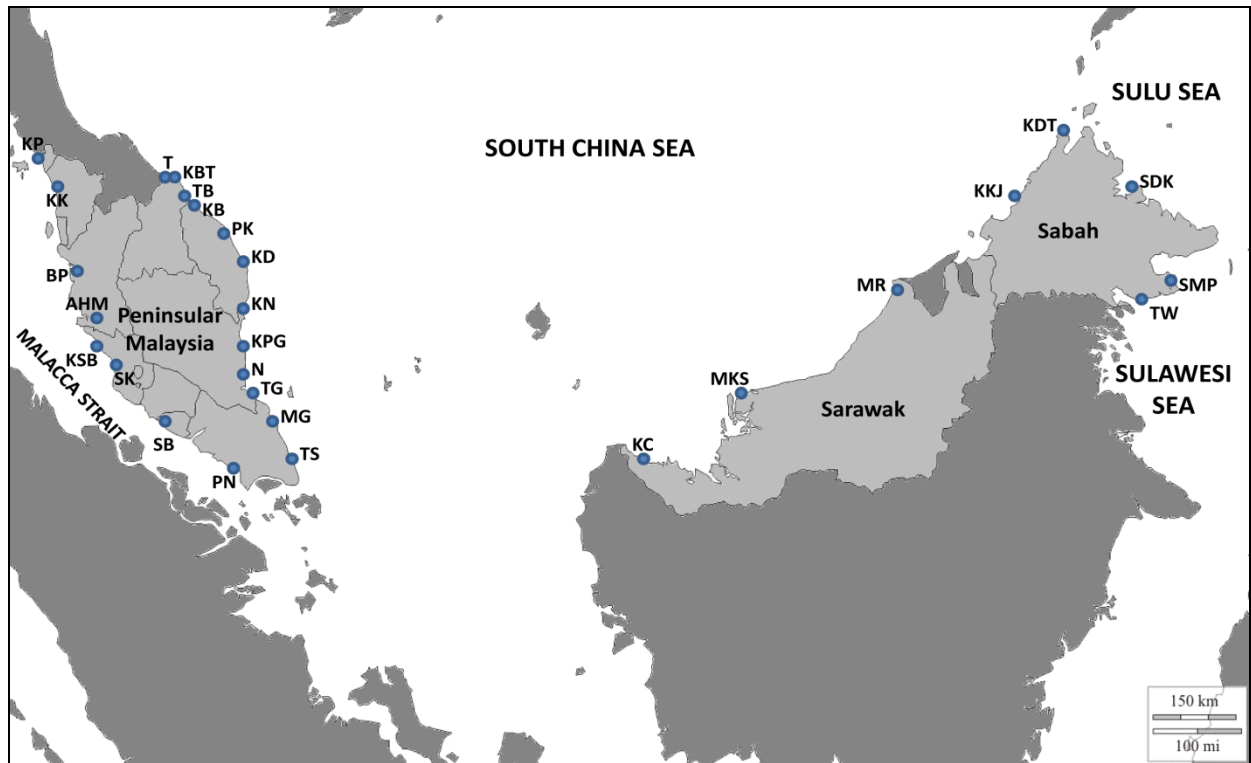 SULU SEA
KDT
SOUTH CHINA SEA
KP
T
KBT
KK
TB
KB
SDK
KKJ
PK
Sabah
KD
BP
SMP
MR
KN
TW
AHM
Peninsular
Malaysia
KPG
KSB
MALACCA STRAIT
SK
N
TG
MKS
SULAWESI
SEA
Sarawak
MG
SB
KC
TS
PN
150 km
100 mi